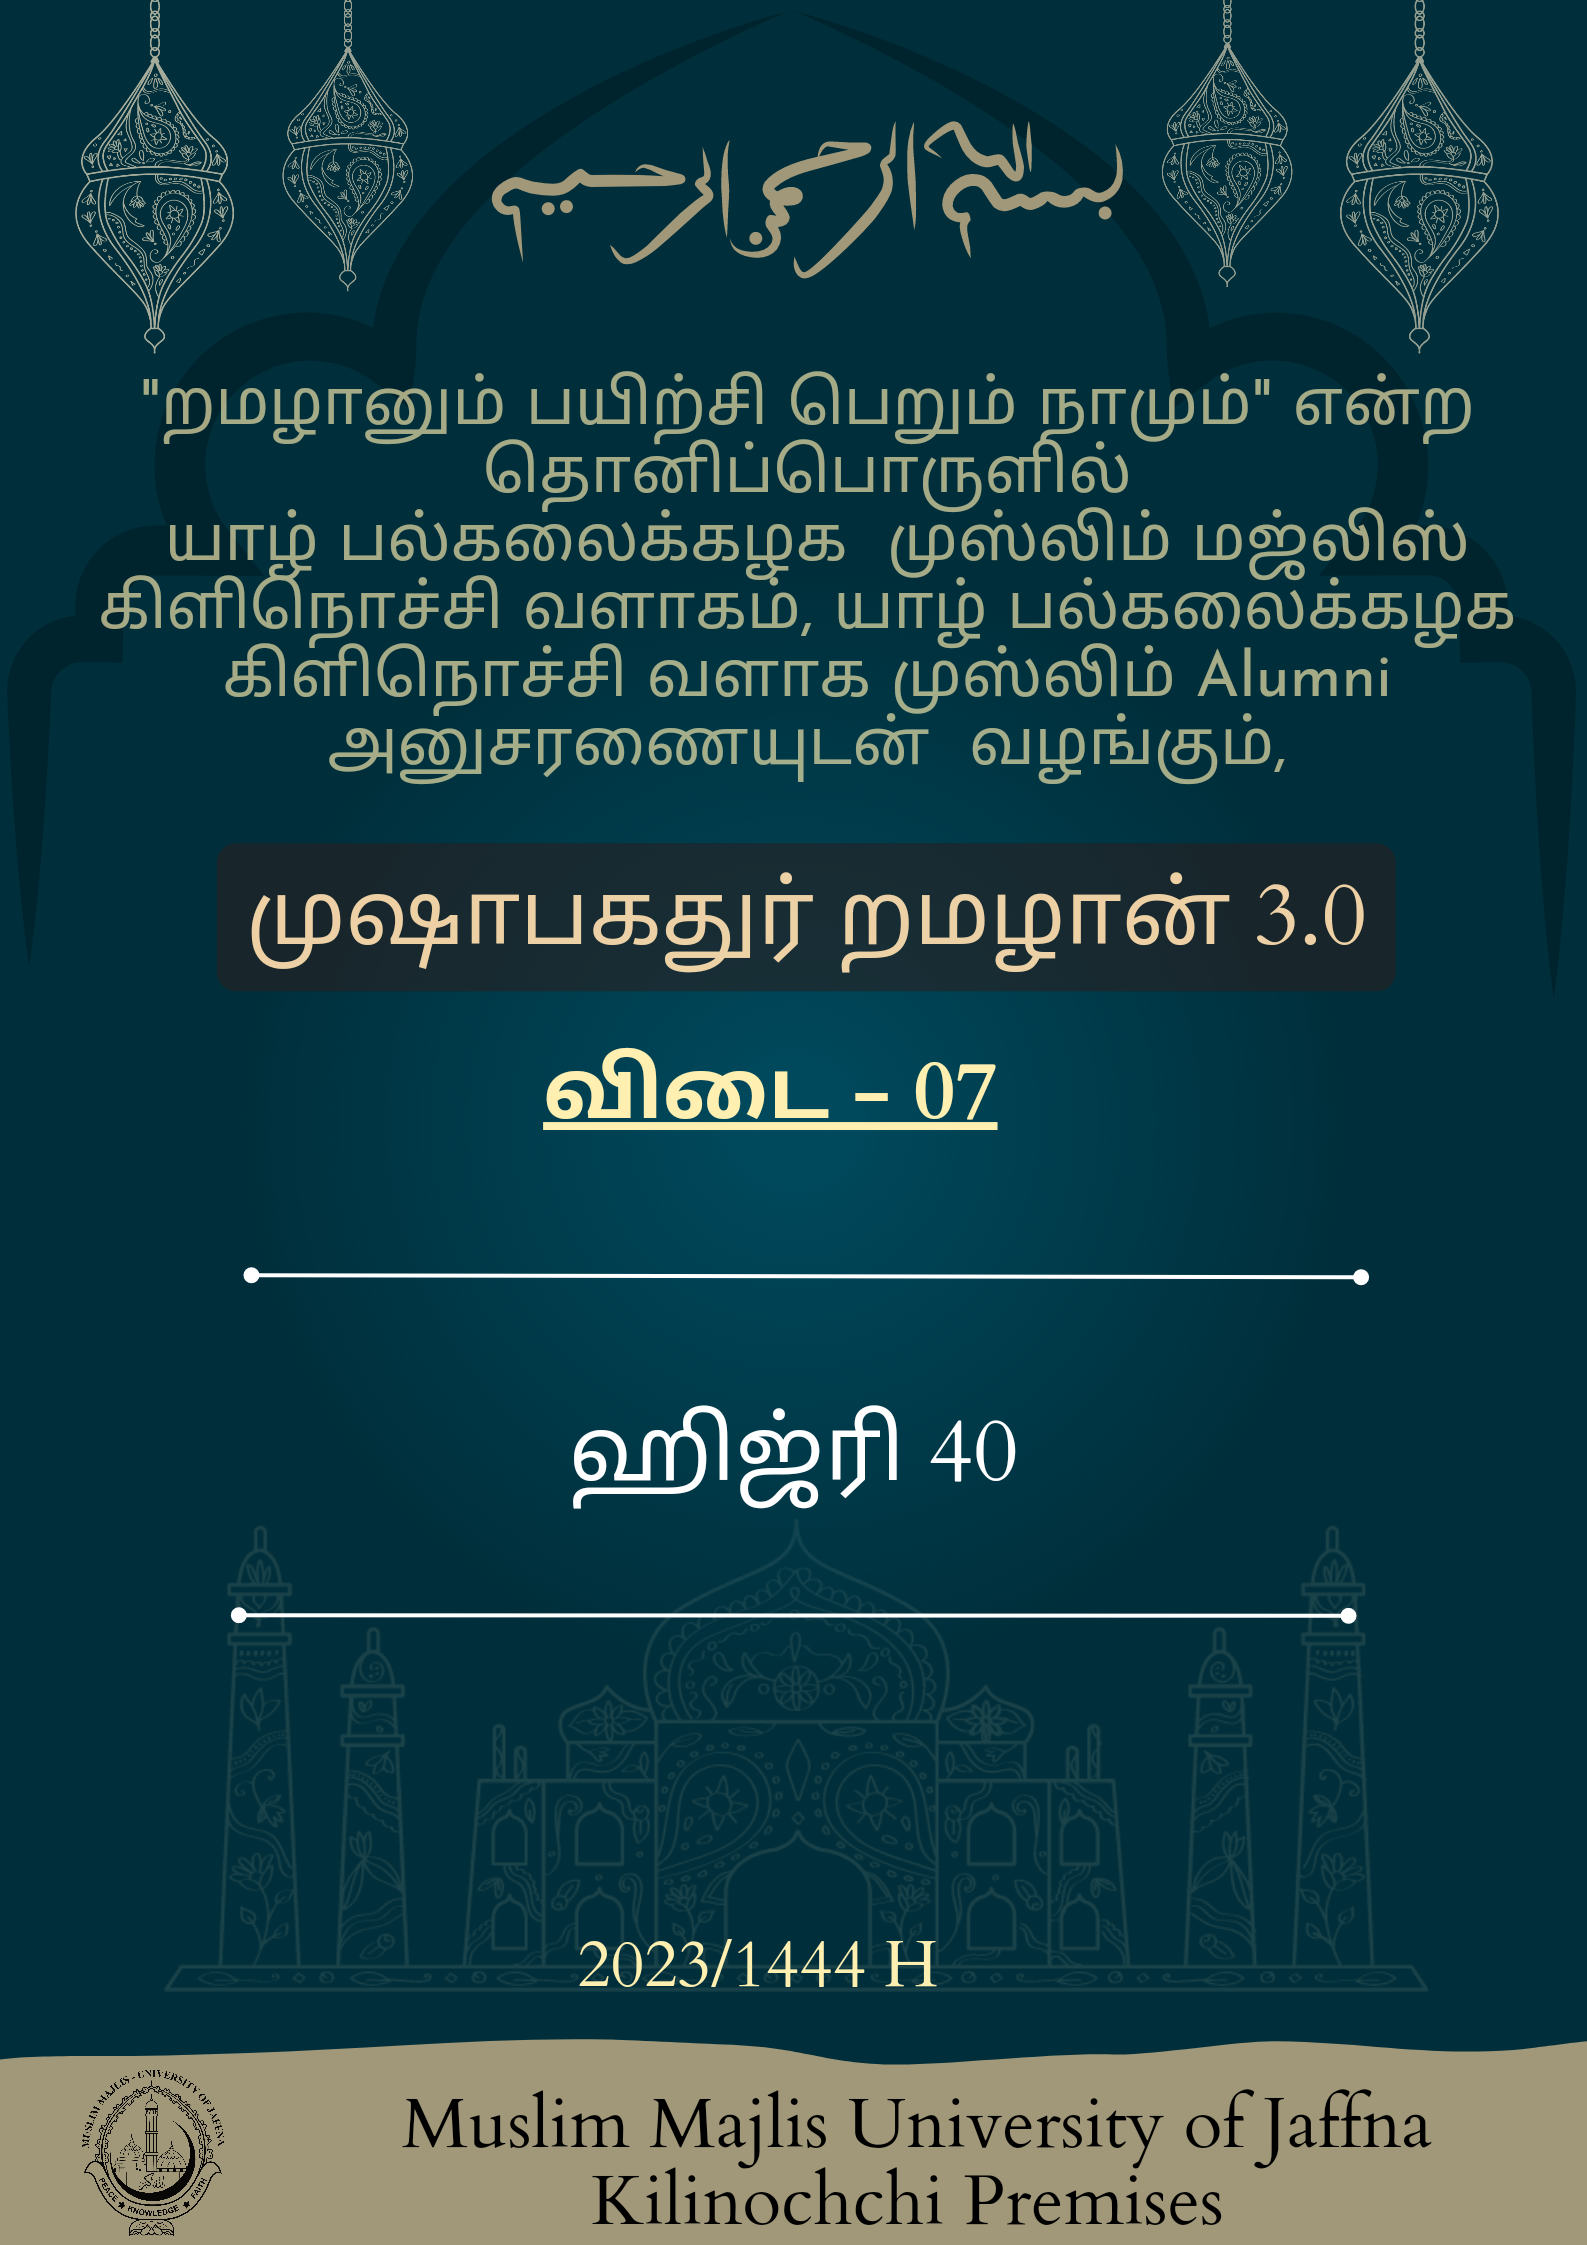 بسم الله الرحمن الرحيم
"றமழானும் பயிற்சி பெறும் நாமும்" என்ற
தொனிப்பொருளில்
யாழ் பல்கலைக்கழக முஸ்லிம் மஜ்லிஸ்
கிளிநொச்சி வளாகம், யாழ் பல்கலைக்கழக
கிளிநொச்சி வளாக முஸ்லிம் Alumni
அனுசரணையுடன் வழங்கும்,
முஷாபகதுர் றமழான் 3.0
விடை - 07
ஹிஜ்ரி 40
2023/1444 H
MUSLIM MAJLIS - UNIVERSITY OF JAFFNA
PEACE ★ KNOWLEDGE ★ FAITH
Muslim Majlis University of Jaffna
Kilinochchi Premises